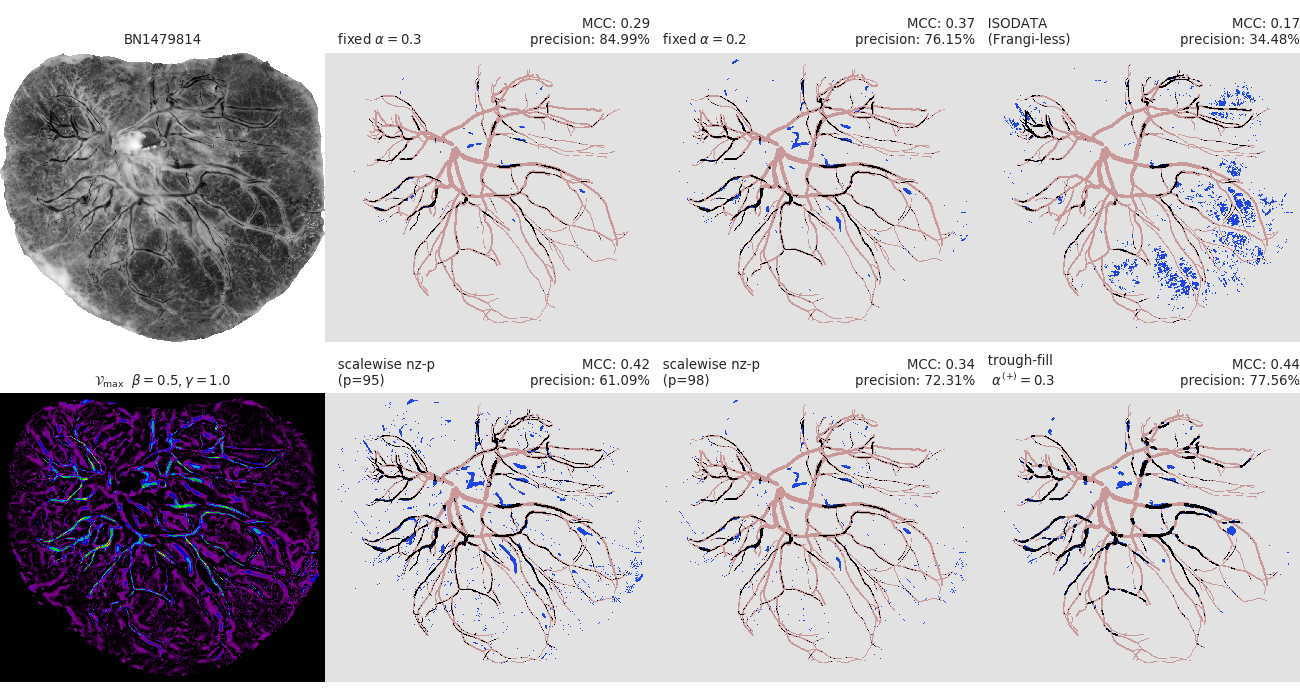 BN1479814
fixed α = 0.3
MCC: 0.29
precision: 84.99%
fixed α = 0.2
MCC: 0.37
precision: 76.15%
ISODATA
(Frangi-less)
MCC: 0.17
precision: 34.48%
𝒱max β = 0.5, γ = 1.0
scalewise nz-p
(p=95)
MCC: 0.42
precision: 61.09%
scalewise nz-p
(p=98)
MCC: 0.34
precision: 72.31%
trough-fill
α(+) = 0.3
MCC: 0.44
precision: 77.56%